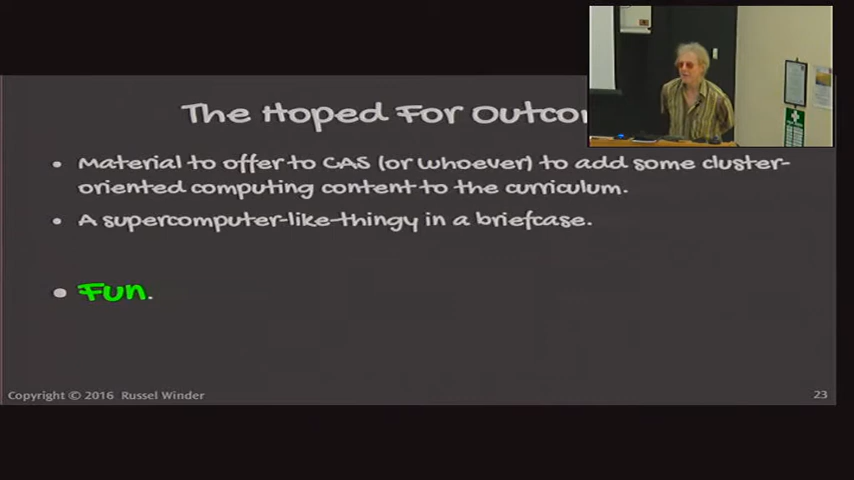 The Hoped For Outco
• Material to offer to CAS (or whoever) to add some cluster-
oriented computing content to the curriculum.
• A supercomputer-like-thingy in a briefcase.
• Fun.
Copyright © 2016 Russel Winder
23